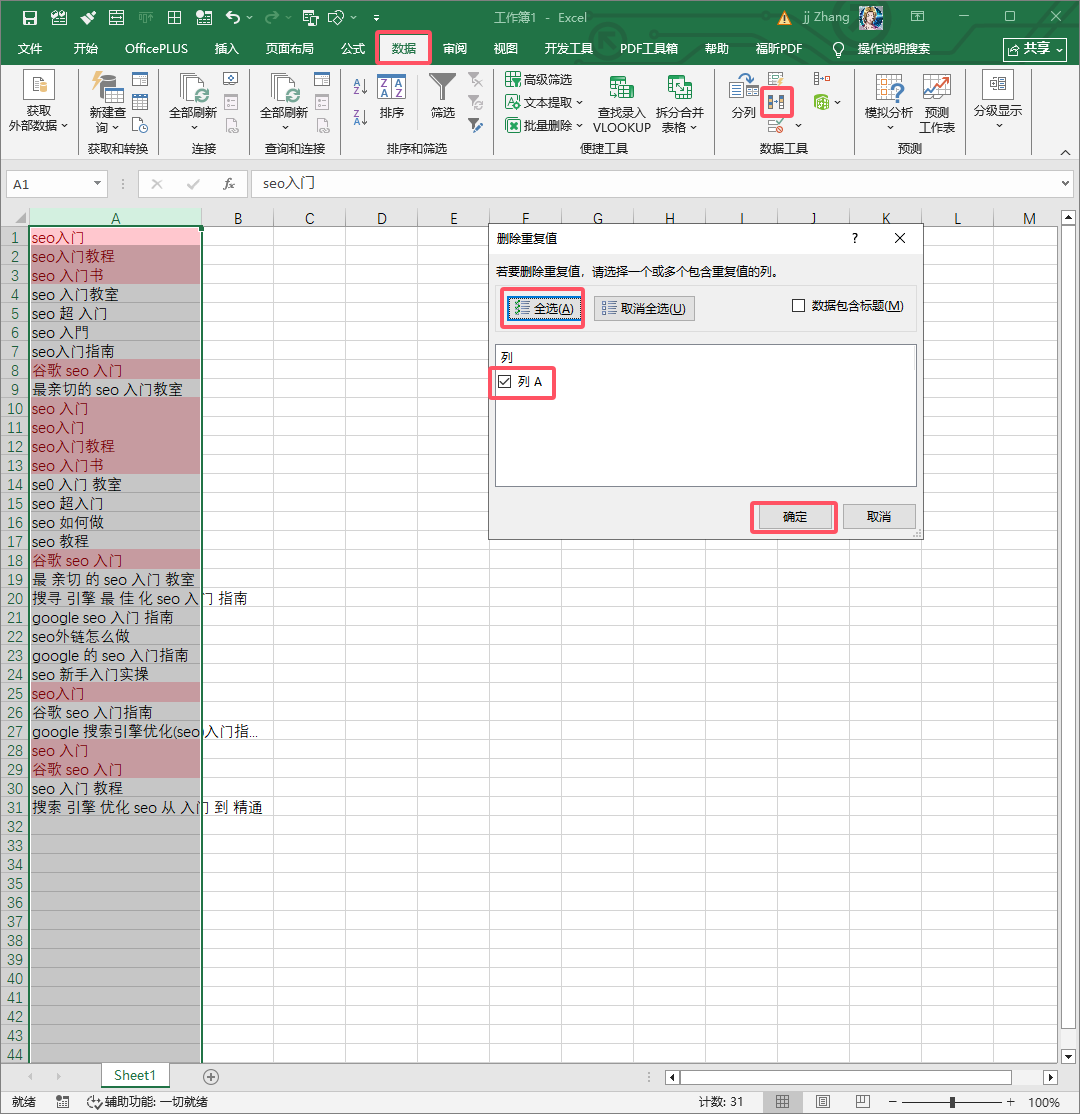 工作簿1 - Excel
jj Zhang
文件 开始 OfficePLUS 插入 页面布局 公式 数据 审阅 视图 开发工具 PDF工具箱 帮助 福昕PDF 操作说明搜索 共享
获取
外部数据
新建查
询
获取和转换
全部刷新
连接
全部刷新
查询和连接
排序
筛选
排序和筛选
高级筛选
文本提取
批量删除
查找录入
VLOOKUP
拆分合并
表格
便捷工具
分列
数据工具
模拟分析
预测
工作表
预测
分级显示
A1
fx
seo入门
A B C D E F G H I J K L M
1 seo入门
2 seo入门教程
3 seo 入门书
4 seo 入门教室
5 seo 超 入门
6 seo 入門
7 seo入门指南
8 谷歌 seo 入门
9 最亲切的 seo 入门教室
10 seo 入门
11 seo入门
12 seo入门教程
13 seo 入门书
14 se0 入门 教室
15 seo 超入门
16 seo 如何做
17 seo 教程
18 谷歌 seo 入门
19 最 亲切 的 seo 入门 教室
20 搜寻 引擎 最 佳 化 seo 入门 指南
21 google seo 入门 指南
22 seo外链怎么做
23 google 的 seo 入门指南
24 seo 新手入门实操
25 seo入门
26 谷歌 seo 入门指南
27 google 搜索引擎优化(seo)入门指...
28 seo 入门
29 谷歌 seo 入门
30 seo 入门 教程
31 搜索 引擎 优化 seo 从 入门 到 精通
32
33
34
35
36
37
38
39
40
41
42
43
44
删除重复值
?
若要删除重复值，请选择一个或多个包含重复值的列。
全选(A) 取消全选(U) 数据包含标题(M)
列
列 A
确定 取消
Sheet1
就绪 辅助功能: 一切就绪 计数: 31 100%